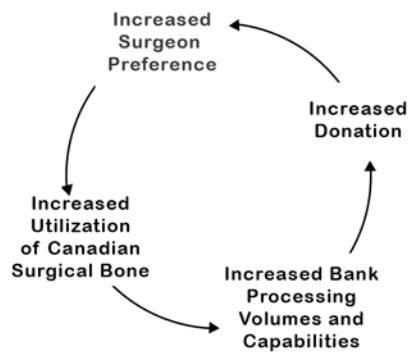 Increased
Surgeon
Preference
Increased
Donation
Increased
Utilization
of Canadian
Surgical Bone
Increased Bank
Processing
Volumes and
Capabilities